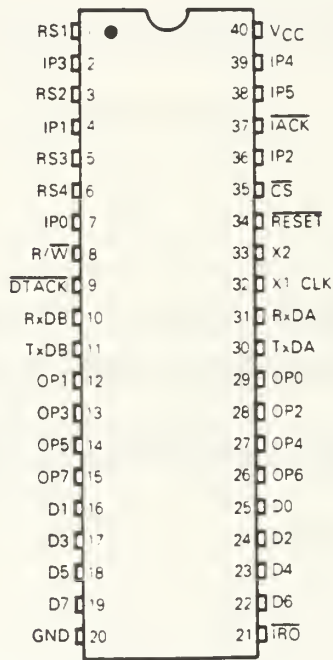 RS1 1 40 VCC
IP3 2 39 IP4
RS2 3 38 IP5
IP1 4 37 IACK
RS3 5 36 IP2
RS4 6 35 CS
IP0 7 34 RESET
R/W 8 33 X2
DTACK 9 32 X1 CLK
RxDB 10 31 RxDA
TxDB 11 30 TxDA
OP1 12 29 OP0
OP3 13 28 OP2
OP5 14 27 OP4
OP7 15 26 OP6
D1 16 25 D0
D3 17 24 D2
D5 18 23 D4
D7 19 22 D6
GND 20 21 IRQ